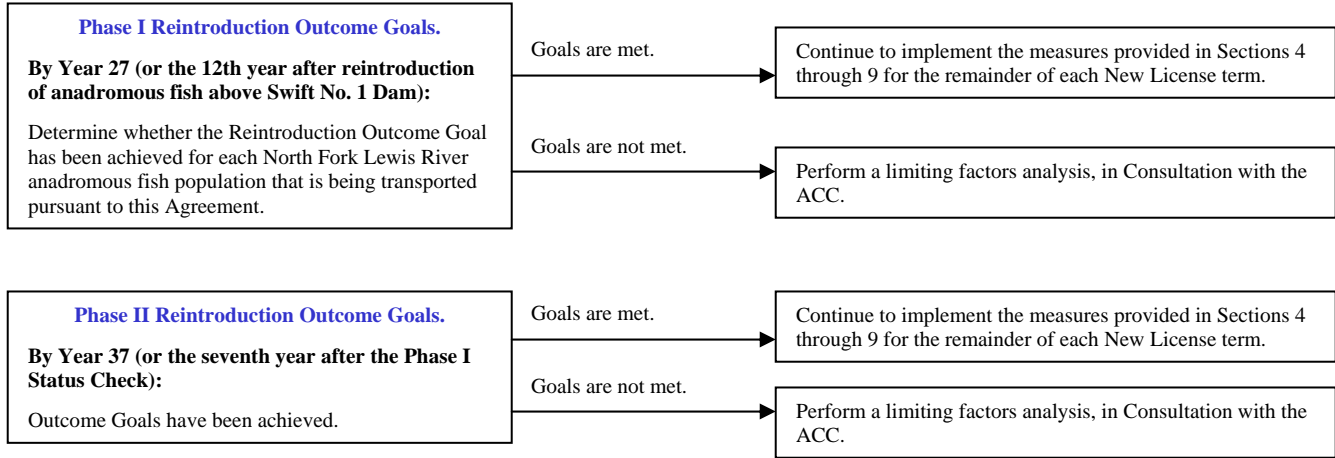 Phase I Reintroduction Outcome Goals.
By Year 27 (or the 12th year after reintroduction
of anadromous fish above Swift No. 1 Dam):
Determine whether the Reintroduction Outcome Goal
has been achieved for each North Fork Lewis River
anadromous fish population that is being transported
pursuant to this Agreement.
Goals are met.
Continue to implement the measures provided in Sections 4
through 9 for the remainder of each New License term.
Goals are not met.
Perform a limiting factors analysis, in Consultation with the
ACC.
Phase II Reintroduction Outcome Goals.
By Year 37 (or the seventh year after the Phase I
Status Check):
Outcome Goals have been achieved.
Goals are met.
Continue to implement the measures provided in Sections 4
through 9 for the remainder of each New License term.
Goals are not met.
Perform a limiting factors analysis, in Consultation with the
ACC.